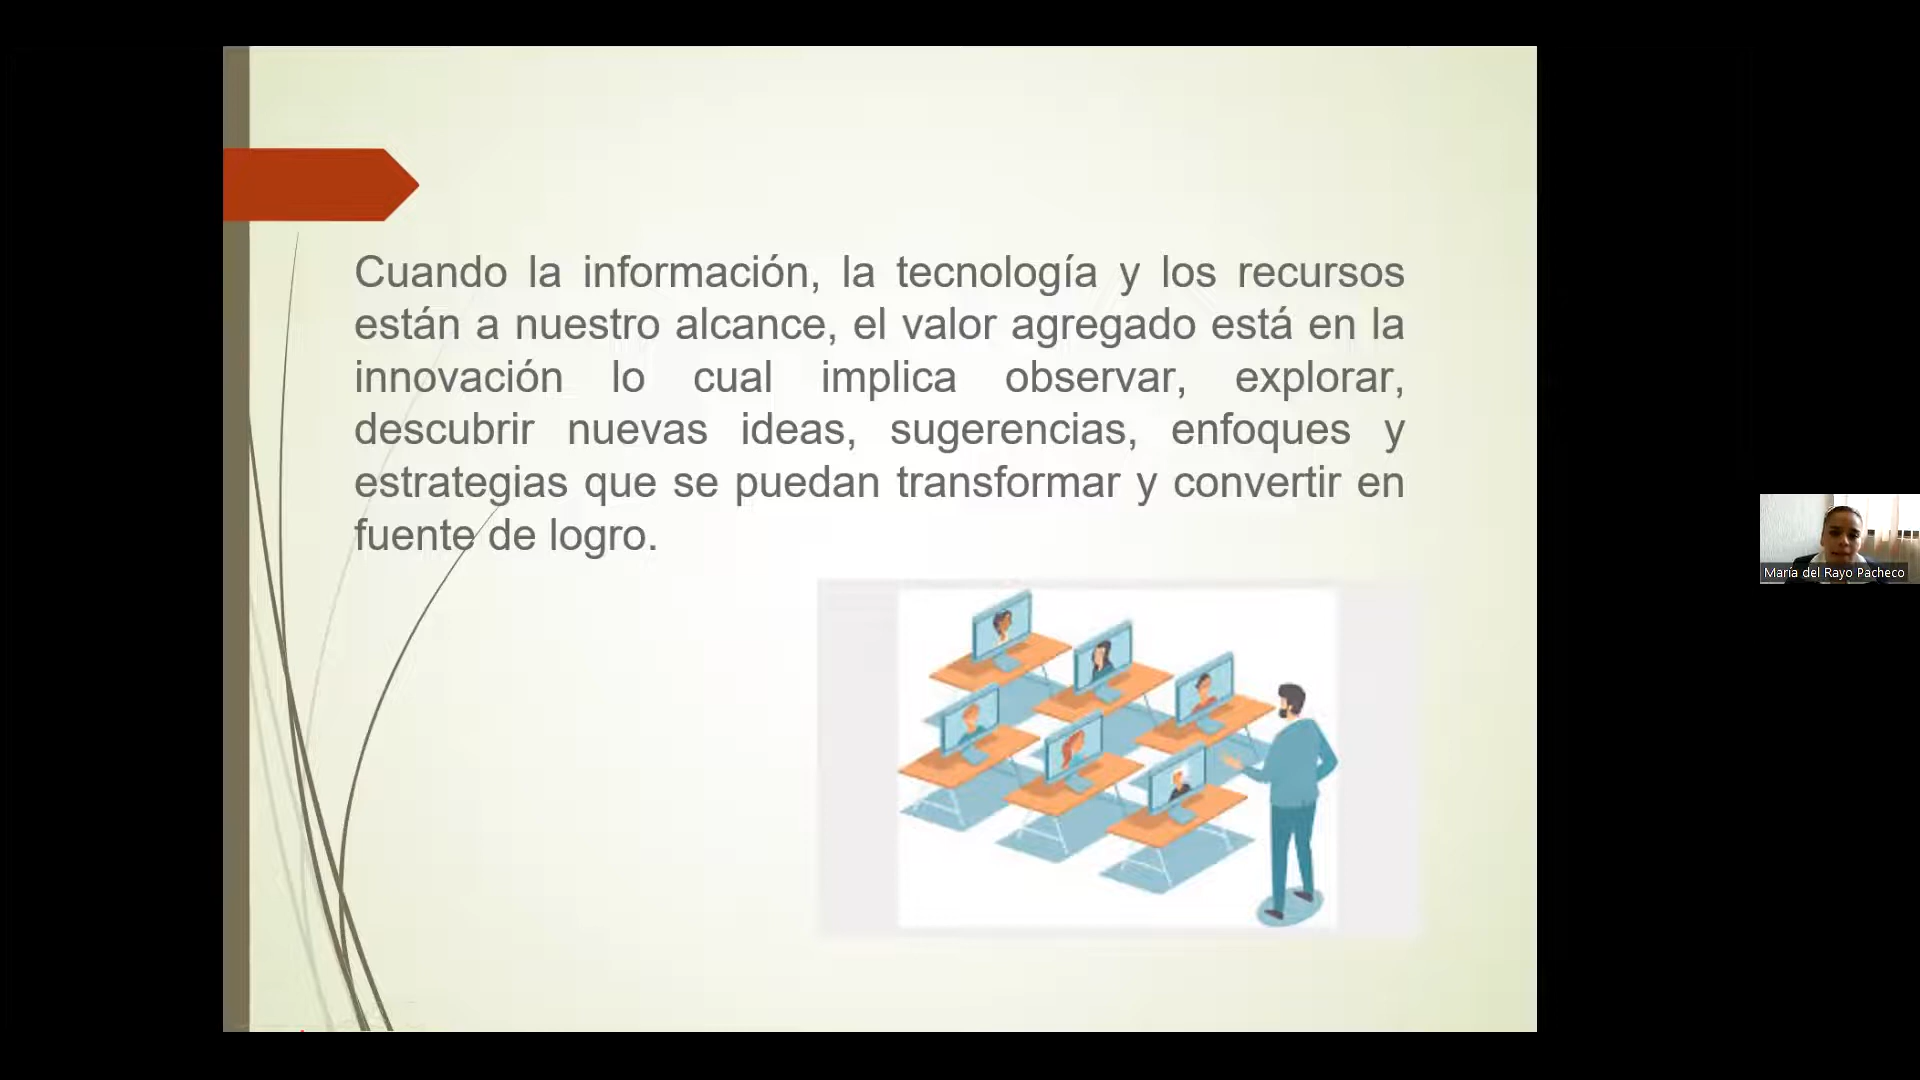 Cuando la información, la tecnología y los recursos
están a nuestro alcance, el valor agregado está en la
innovación lo cual implica observar, explorar,
descubrir nuevas ideas, sugerencias, enfoques y
estrategias que se puedan transformar y convertir en
fuente de logro.
María del Rayo Pacheco